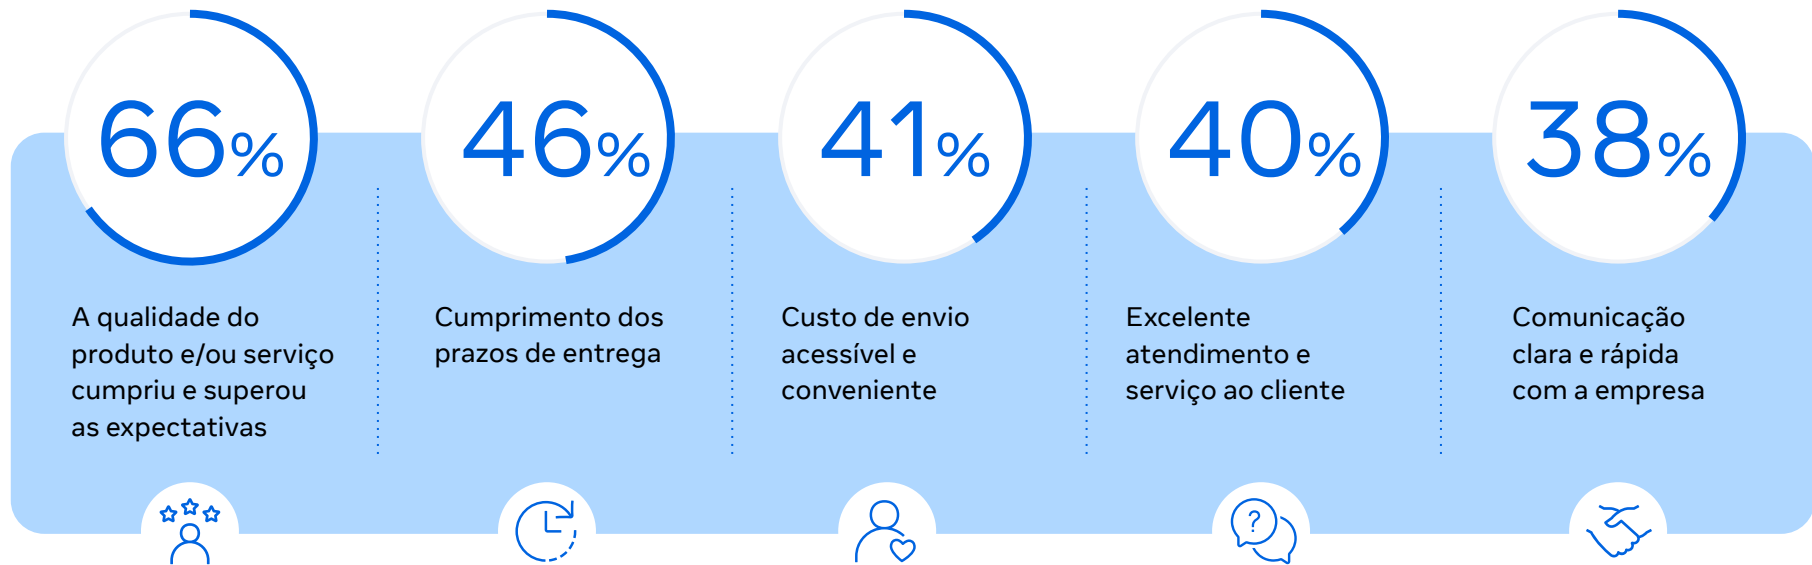 66%
A qualidade do
produto e/ou serviço
cumpriu e superou
as expectativas
46%
Cumprimento dos
prazos de entrega
41%
Custo de envio
acessível e
conveniente
40%
Excelente
atendimento e
serviço ao cliente
?
38%
Comunicação
clara e rápida
com a empresa